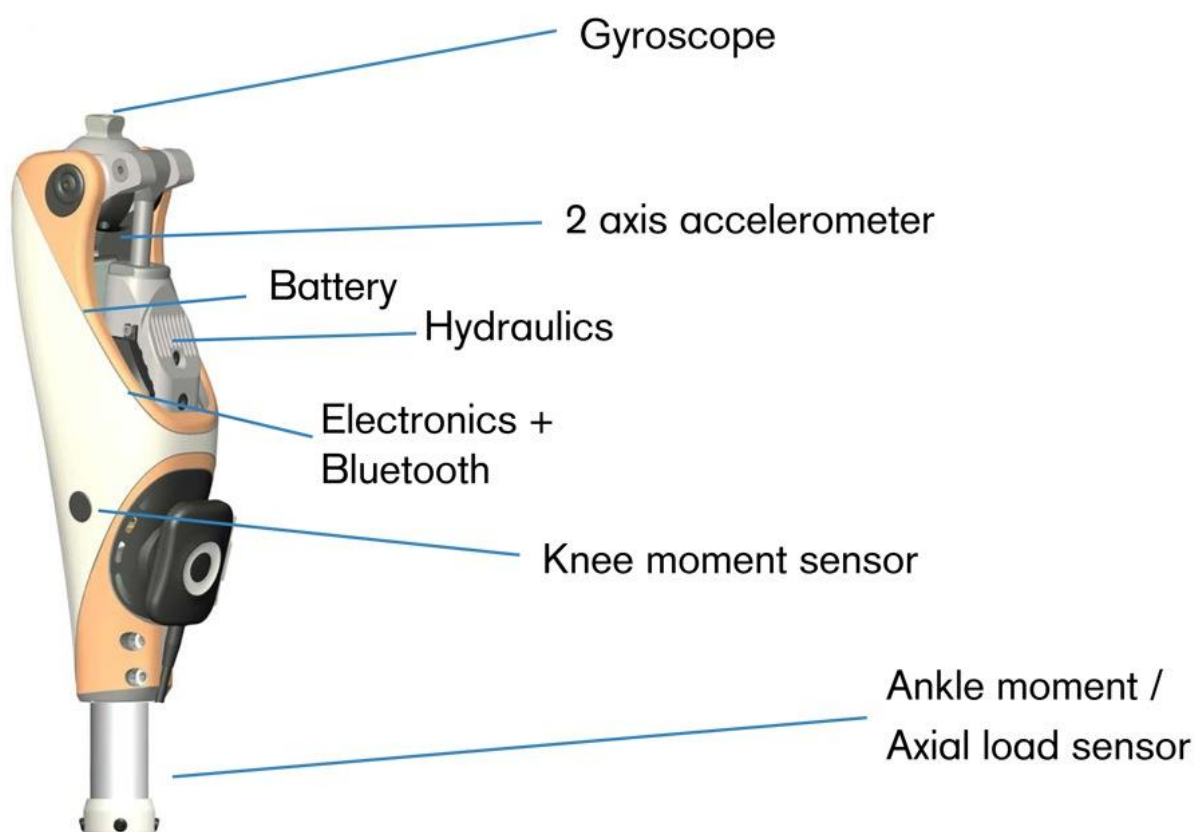 Gyroscope
2 axis accelerometer
Battery
Hydraulics
Electronics +
Bluetooth
Knee moment sensor
Ankle moment /
Axial load sensor